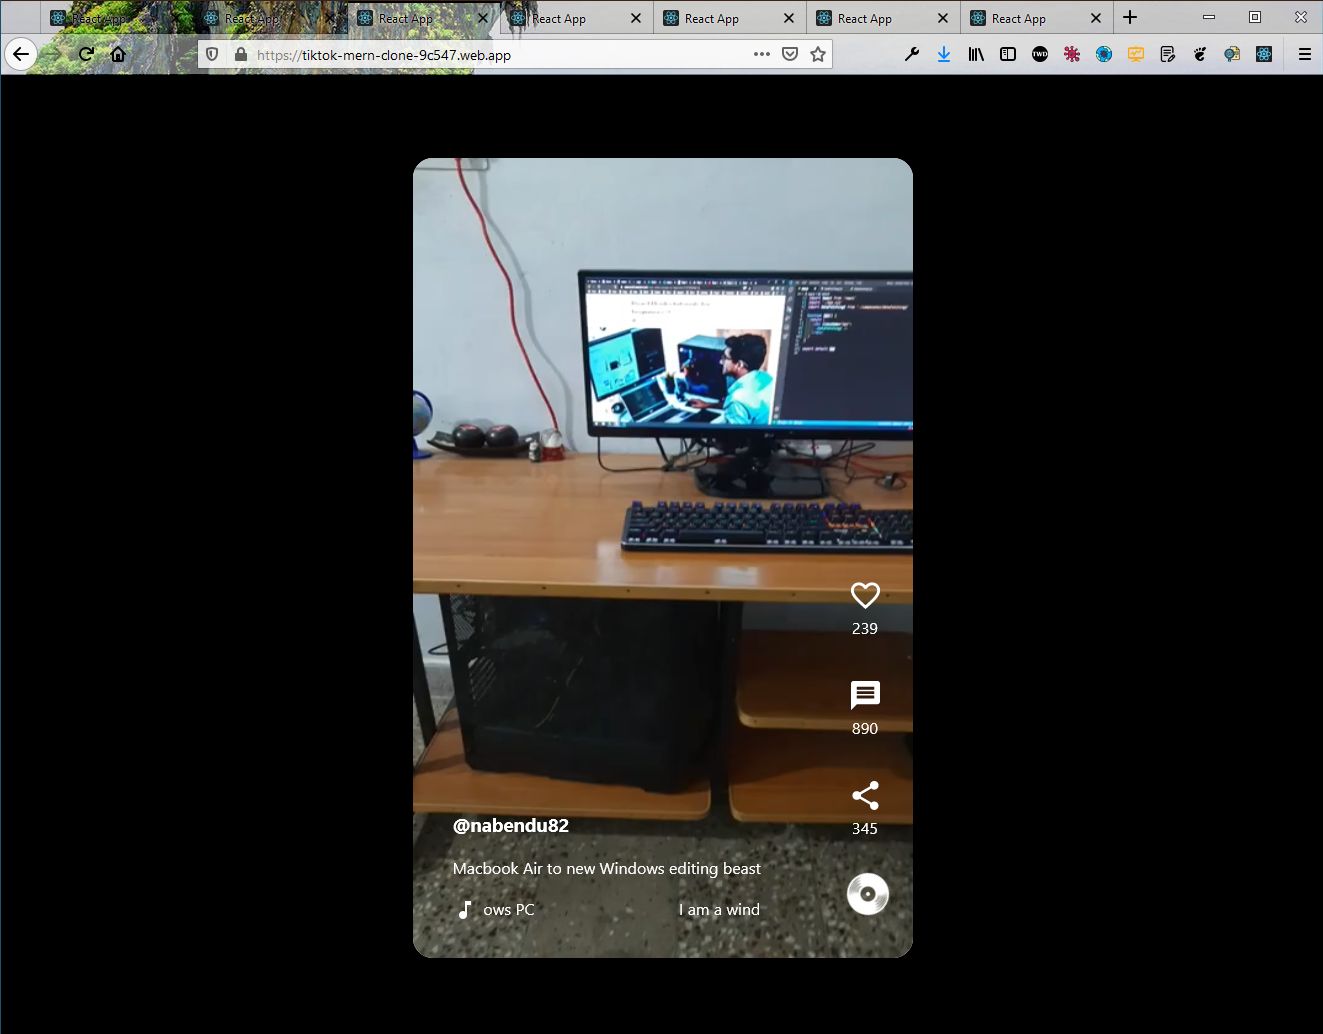 React App
React App
React App
React App
React App
React App
React App
https://tiktok-mern-clone-9c547.web.app
TWD
239
890
345
@nabendu82
Macbook Air to new Windows editing beast
ows PC I am a wind